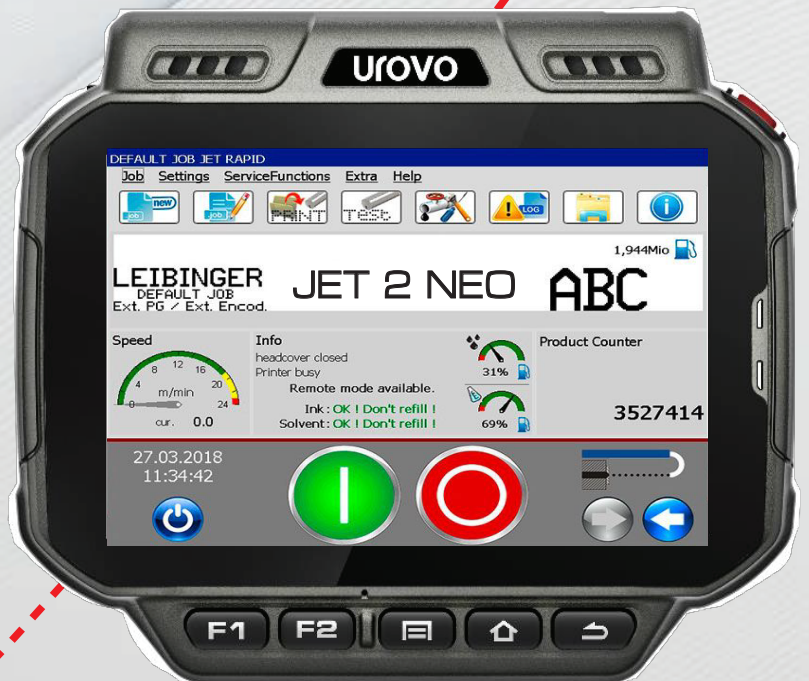 UROVO
DEFAULT JOB JET RAPID
Job Settings ServiceFunctions Extra Help
new
job
job
PRINT
TeSt
LOG
1,944Mio
LEIBINGER
DEFAULT JOB
Ext. PG / Ext. Encod.
JET 2 NEO
ABC
Speed
0 4 8 12 16 20 24
m/min
cur. 0.0
Info
headcover closed
Printer busy
Remote mode available.
Ink: OK ! Don't refill !
Solvent: OK ! Don't refill !
31%
69%
Product Counter
3527414
27.03.2018
11:34:42
F1 F2